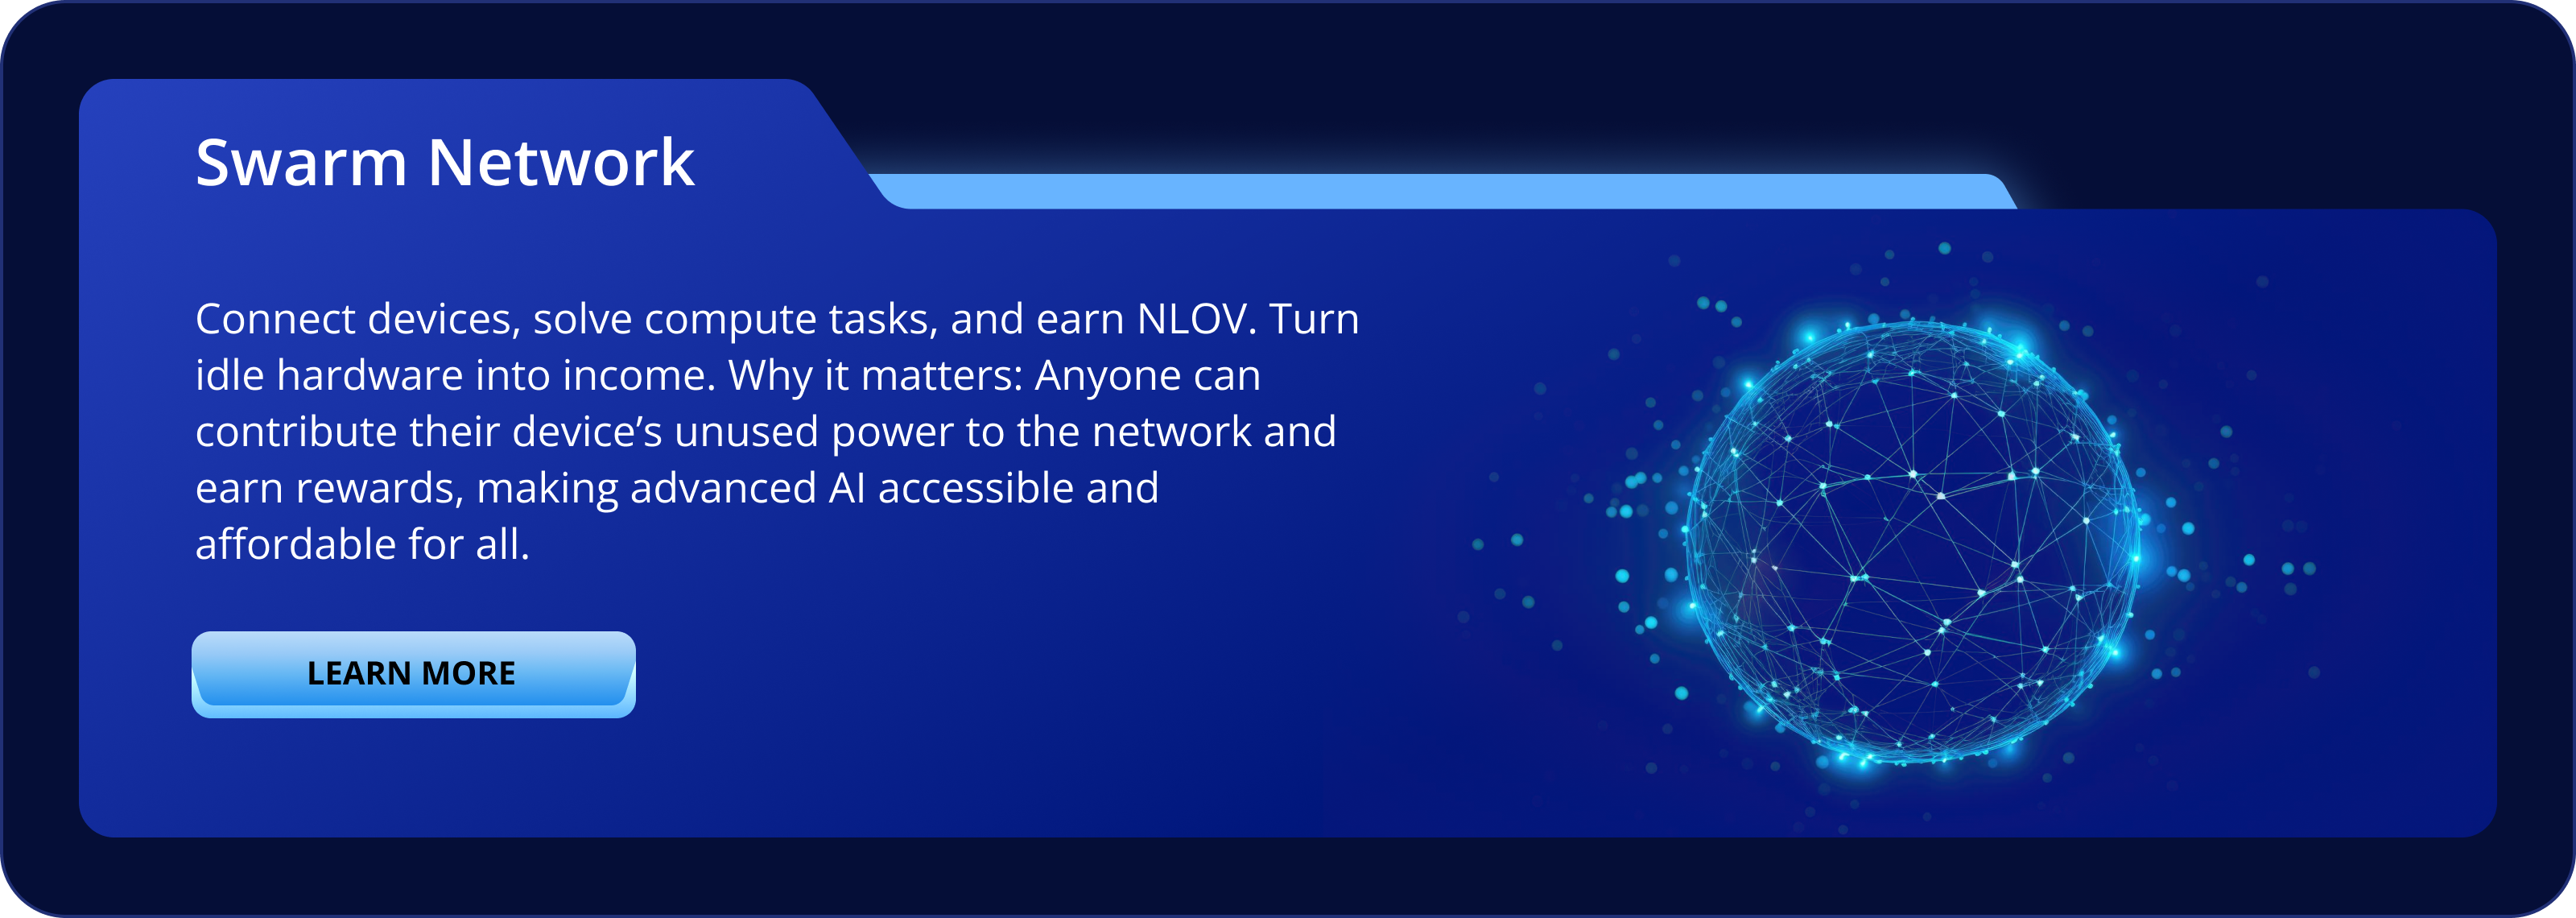 Swarm Network
Connect devices, solve compute tasks, and earn NLOV. Turn
idle hardware into income. Why it matters: Anyone can
contribute their device’s unused power to the network and
earn rewards, making advanced AI accessible and
affordable for all.
LEARN MORE